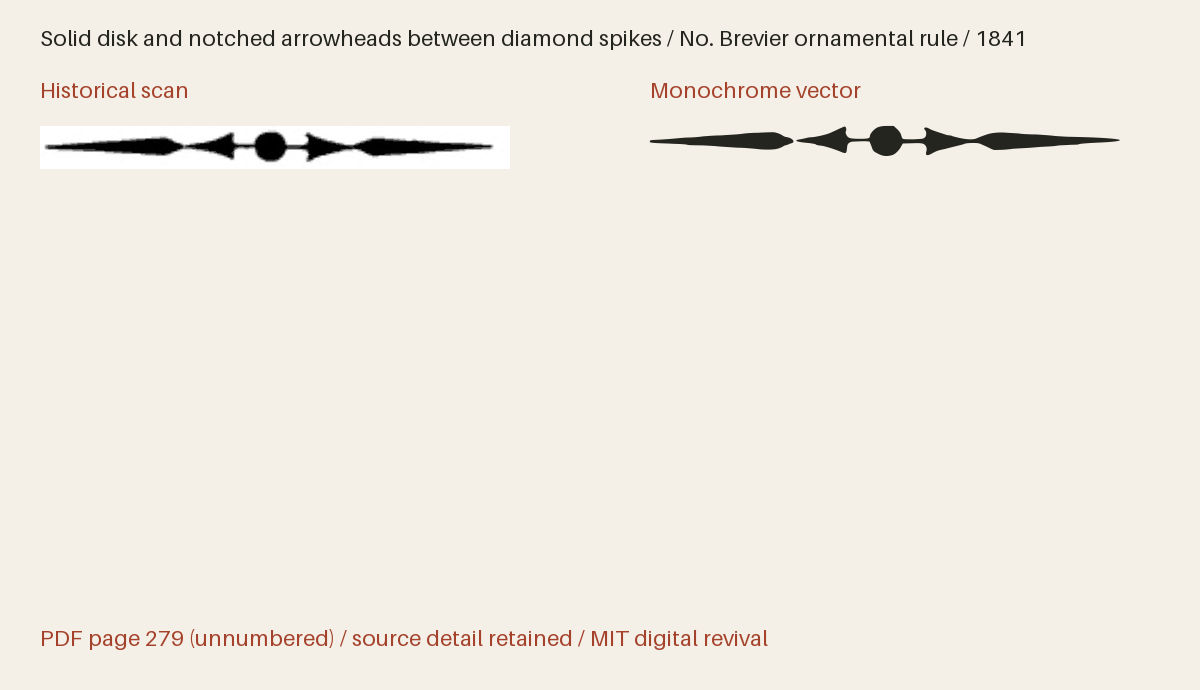 Solid disk and notched arrowheads between diamond spikes / No. Brevier ornamental rule / 1841
Historical scan
Monochrome vector
PDF page 279 (unnumbered) / source detail retained / MIT digital revival